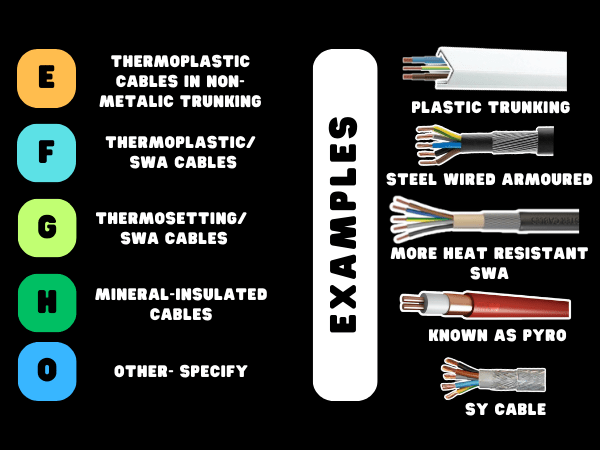 E
THERMOPLASTIC
CABLES IN NON-
METALIC TRUNKING
F
THERMOPLASTIC/
SWA CABLES
G
THERMOSETTING/
SWA CABLES
H
MINERAL-INSULATED
CABLES
O
OTHER- SPECIFY
EXAMPLES
PLASTIC TRUNKING
STEEL WIRED ARMOURED
MORE HEAT RESISTANT
SWA
KNOWN AS PYRO
SY CABLE